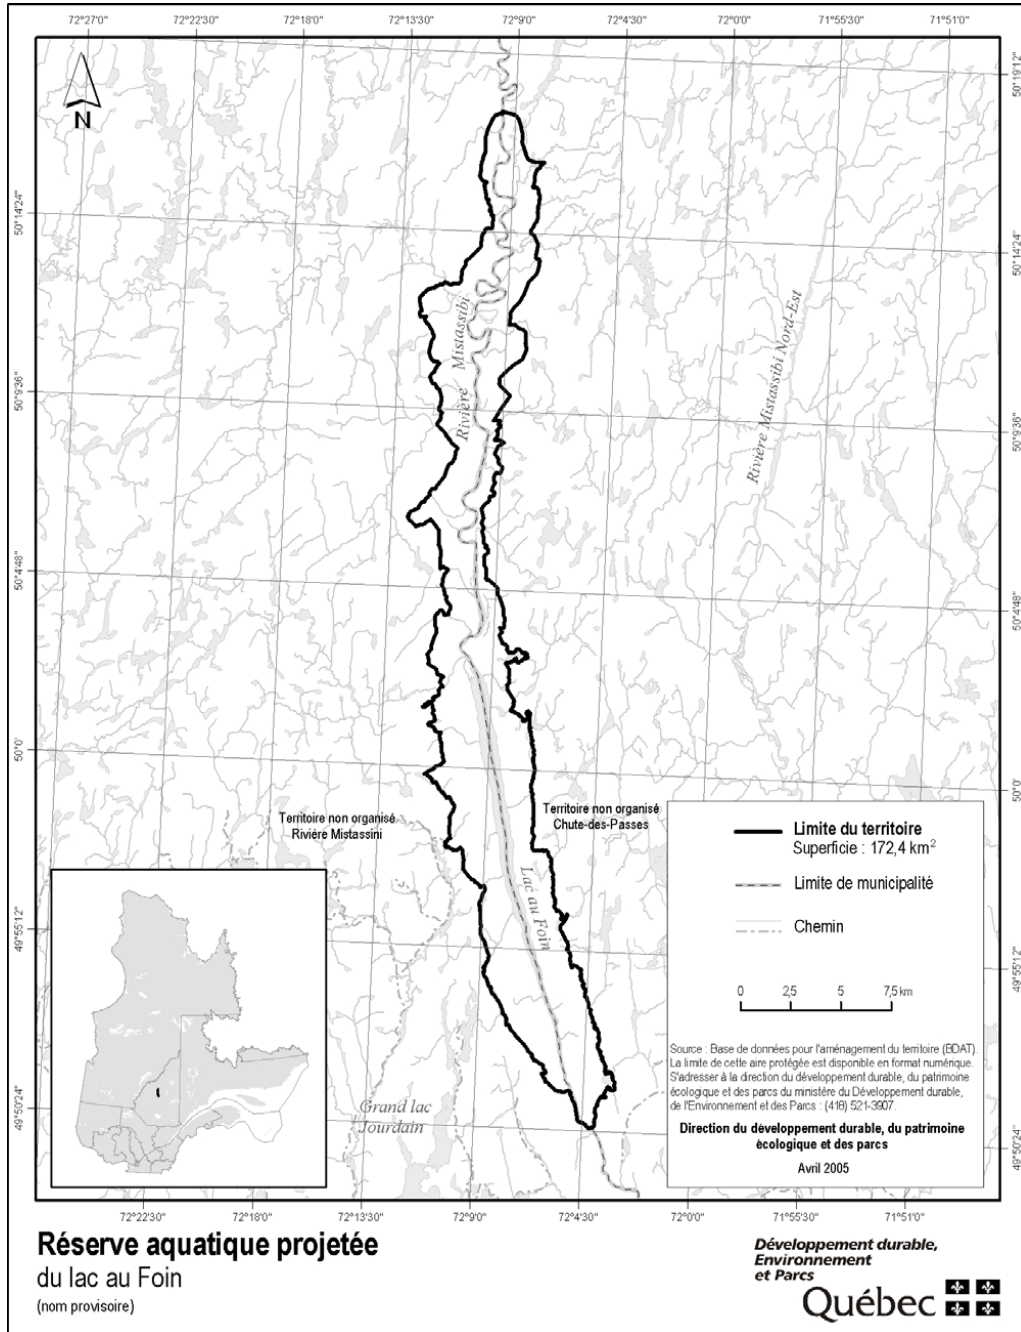 72°27'0" 72°22'30" 72°18'0" 72°13'30" 72°9'0" 72°4'30" 72°0'0" 71°55'30" 71°51'0"
50°19'12"
N
50°14'24"
50°14'24"
Rivière Mistassibi
Rivière Mistassibi Nord-Est
50°9'36"
50°9'36"
50°4'48"
50°4'48"
50°0'
50°0'
Territoire non organisé
Rivière Mistassini
Territoire non organisé
Chute-des-Passes
Lac au Foin
Limite du territoire
Superficie : 172,4 km²
Limite de municipalité
Chemin
0 2,5 5 7,5 km
49°55'12"
49°55'12"
Source : Base de données pour l'aménagement du territoire (BDAT).
La limite de cette aire protégée est disponible en format numérique.
S'adresser à la direction du développement durable, du patrimoine
écologique et des parcs du ministère du Développement durable,
de l'Environnement et des Parcs : (418) 521-3907.
Direction du développement durable, du patrimoine
écologique et des parcs
Avril 2005
Grand lac
Jourdain
49°50'24"
49°50'24"
72°22'30" 72°18'0" 72°13'30" 72°9'0" 72°4'30" 72°0'0" 71°55'30" 71°51'0"
Réserve aquatique projetée
du lac au Foin
(nom provisoire)
Développement durable,
Environnement
et Parcs
Québec